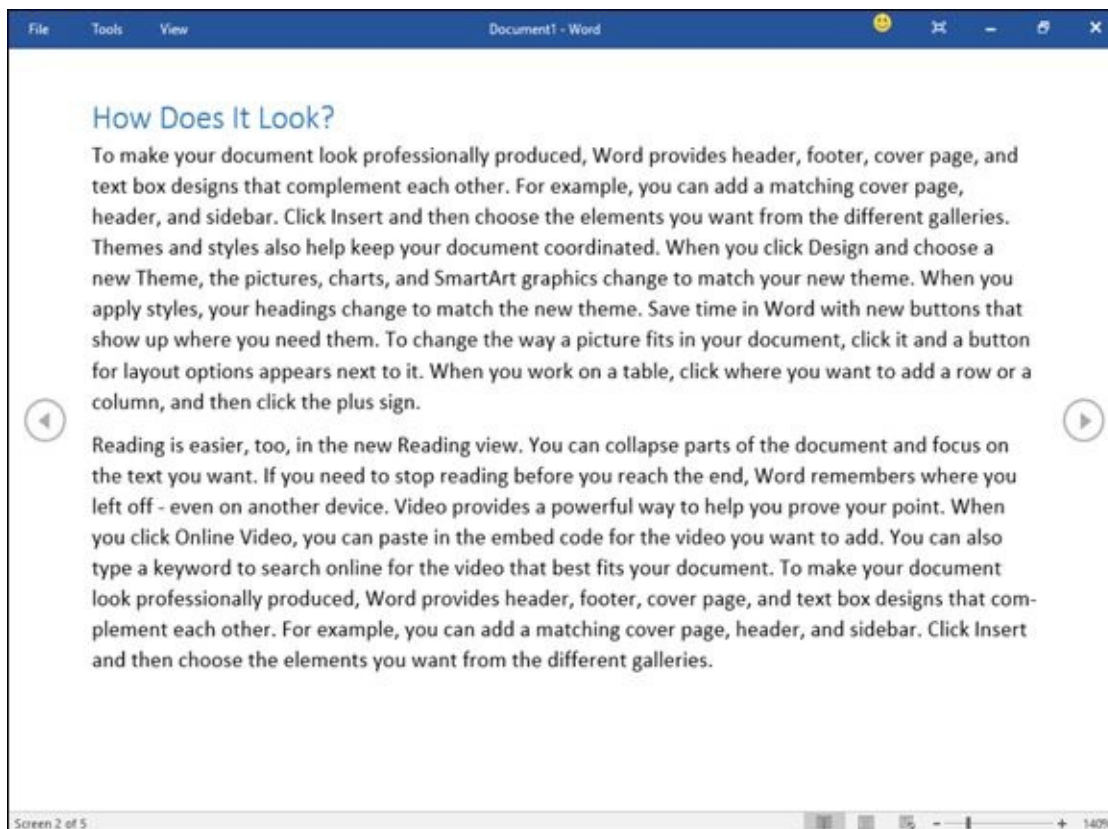 File Tools View Document1 - Word
How Does It Look?
To make your document look professionally produced, Word provides header, footer, cover page, and
text box designs that complement each other. For example, you can add a matching cover page,
header, and sidebar. Click Insert and then choose the elements you want from the different galleries.
Themes and styles also help keep your document coordinated. When you click Design and choose a
new Theme, the pictures, charts, and SmartArt graphics change to match your new theme. When you
apply styles, your headings change to match the new theme. Save time in Word with new buttons that
show up where you need them. To change the way a picture fits in your document, click it and a button
for layout options appears next to it. When you work on a table, click where you want to add a row or a
column, and then click the plus sign.
Reading is easier, too, in the new Reading view. You can collapse parts of the document and focus on
the text you want. If you need to stop reading before you reach the end, Word remembers where you
left off - even on another device. Video provides a powerful way to help you prove your point. When
you click Online Video, you can paste in the embed code for the video you want to add. You can also
type a keyword to search online for the video that best fits your document. To make your document
look professionally produced, Word provides header, footer, cover page, and text box designs that com-
plement each other. For example, you can add a matching cover page, header, and sidebar. Click Insert
and then choose the elements you want from the different galleries.
Screen 2 of 5 140%